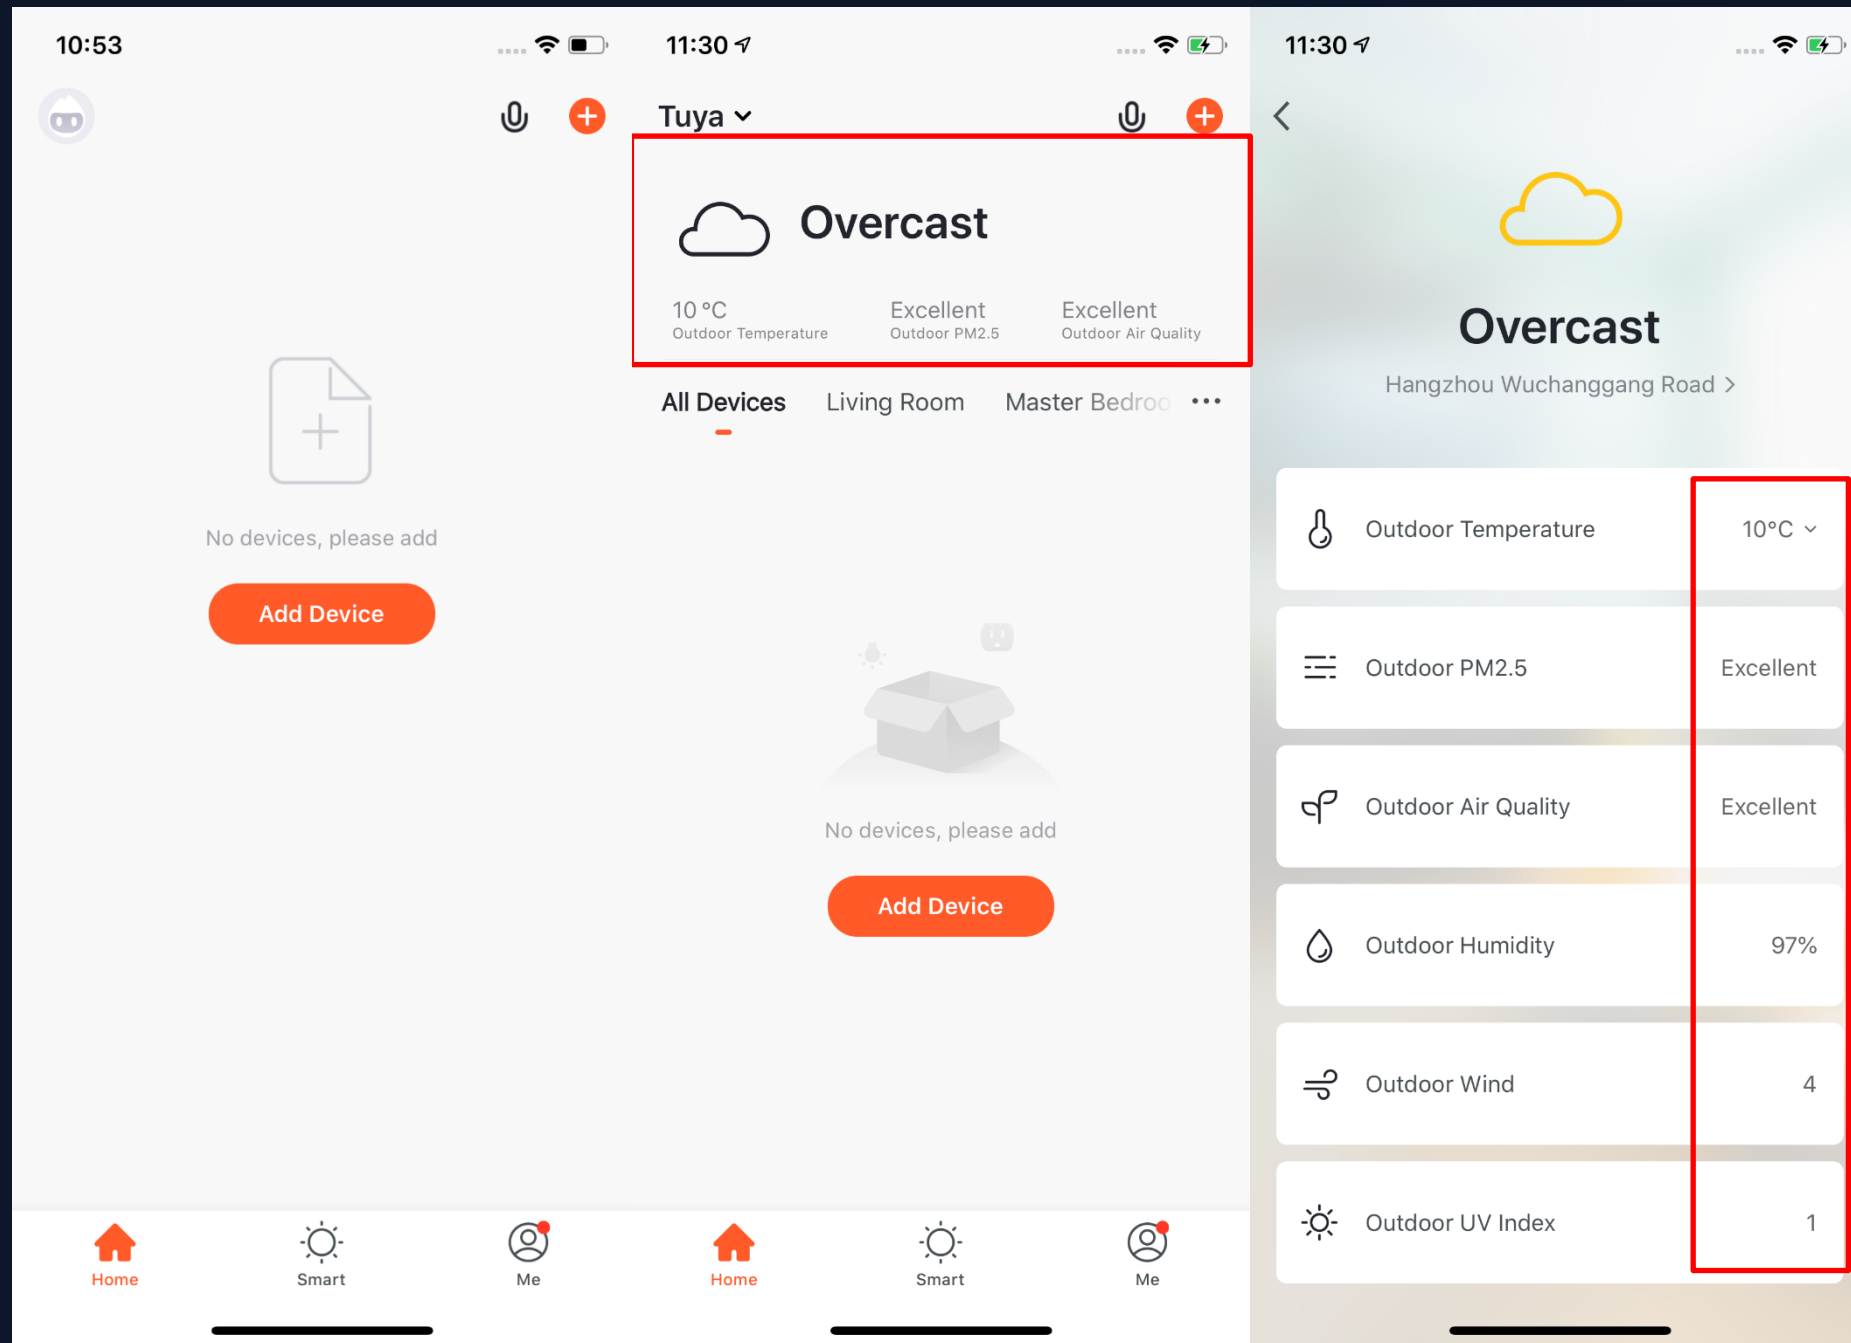 10:53
No devices, please add
Add Device
Home
Smart
Me
11:30
Tuya
Overcast
10 °C
Outdoor Temperature
Excellent
Outdoor PM2.5
Excellent
Outdoor Air Quality
All Devices Living Room Master Bedroo ...
No devices, please add
Add Device
Home
Smart
Me
11:30
Overcast
Hangzhou Wuchanggang Road >
Outdoor Temperature 10°C
Outdoor PM2.5 Excellent
Outdoor Air Quality Excellent
Outdoor Humidity 97%
Outdoor Wind 4
Outdoor UV Index 1